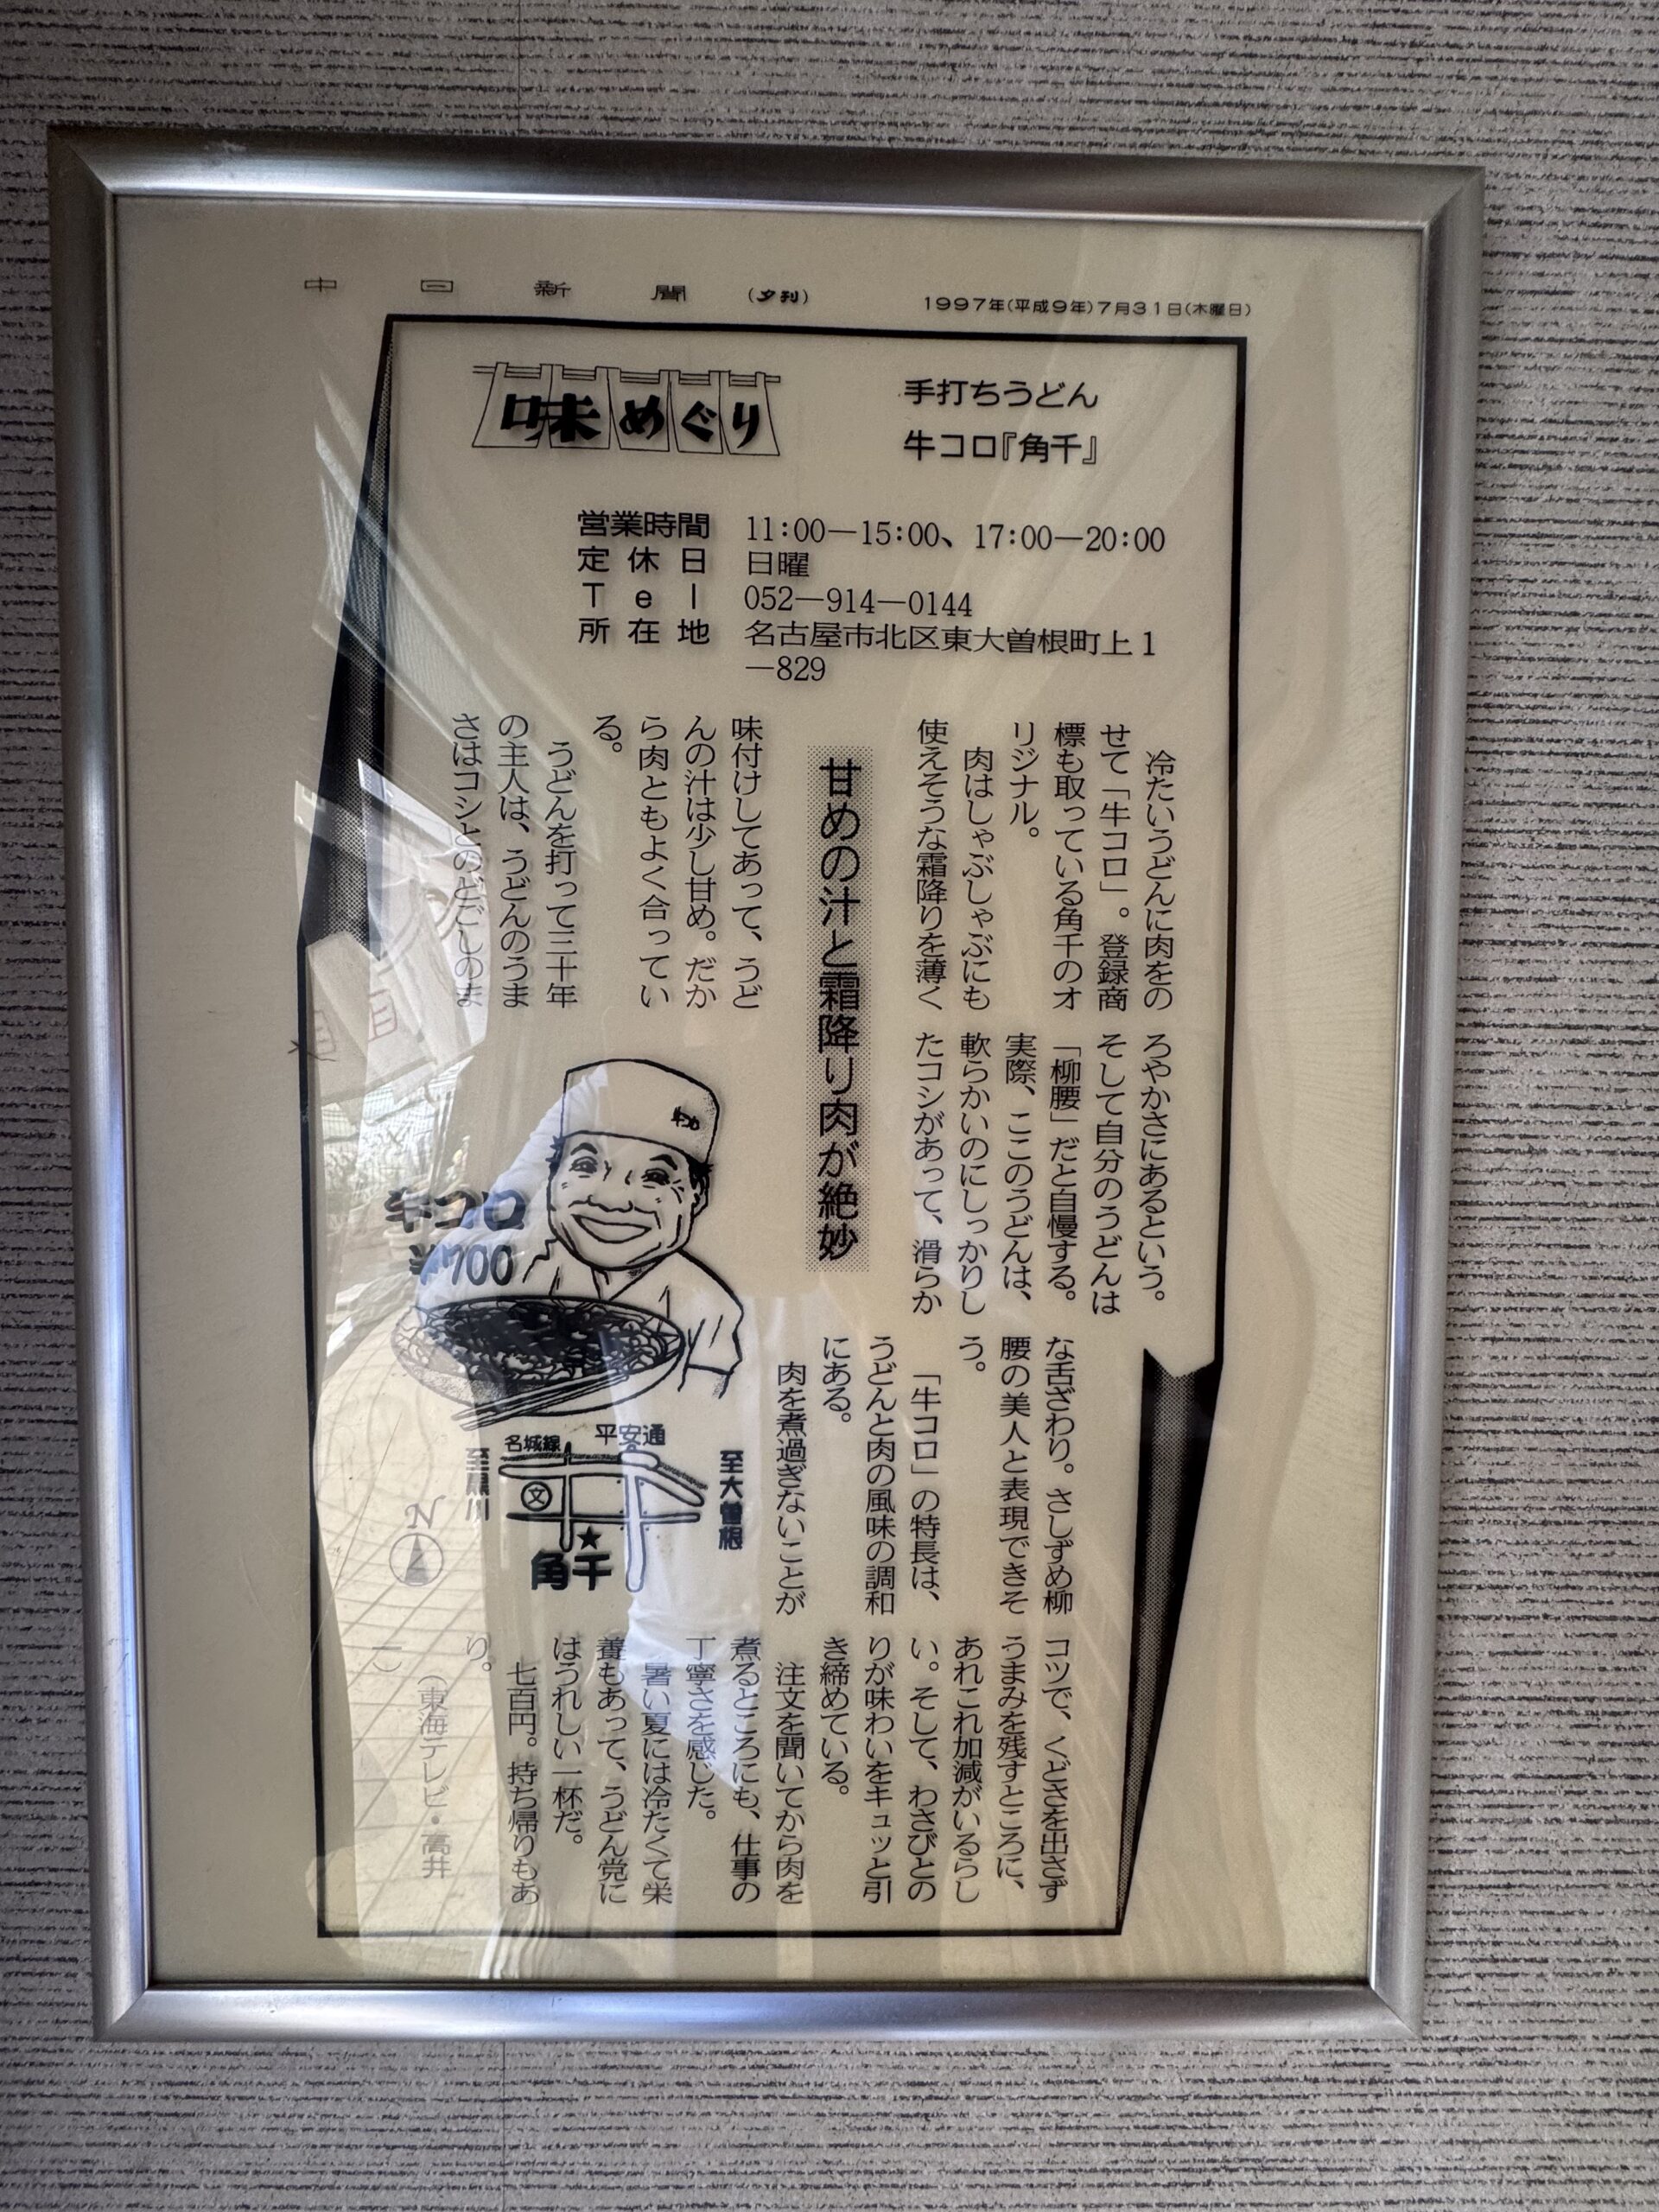 中日新聞 (夕刊) 1997年(平成9年)7月31日(木曜日)
味めぐり
手打ちうどん
牛コロ『角千』
営業時間 11:00―15:00、17:00―20:00
定休日 日曜
Tel 052―914―0144
所在地 名古屋市北区東大曽根町上1
―829
甘めの汁と霜降り肉が絶妙
冷たいうどんに肉をの
せて「牛コロ」。登録商
標も取っている角千のオ
リジナル。
肉はしゃぶしゃぶにも
使えそうな霜降りを薄く
味付けしてあって、うど
んの汁は少し甘め。だか
ら肉ともよく合ってい
る。
うどんを打って三十年
の主人は、うどんのうま
さはコシとのどごしのま
ろやかさにあるという。
そして自分のうどんは
「柳腰」だと自慢する。
実際、ここのうどんは、
軟らかいのにしっかりし
たコシがあって、滑らか
な舌ざわり。さしずめ柳
腰の美人と表現できそ
う。
「牛コロ」の特長は、
うどんと肉の風味の調和
にある。
肉を煮過ぎないことが
コツで、くどさを出さず
うまみを残すところに、
あれこれ加減がいるらし
い。そして、わさびとの
りが味わいをキュッと引
き締めている。
注文を聞いてから肉を
煮るところにも、仕事の
丁寧さを感じた。
暑い夏には冷たくて栄
養もあって、うどん党に
はうれしい一杯だ。
七百円。持ち帰りもあ
り。
(東海テレビ・高井
一)
牛コロ
¥700
名城線
平安通
至大曽根
至黒川
文
角千
N